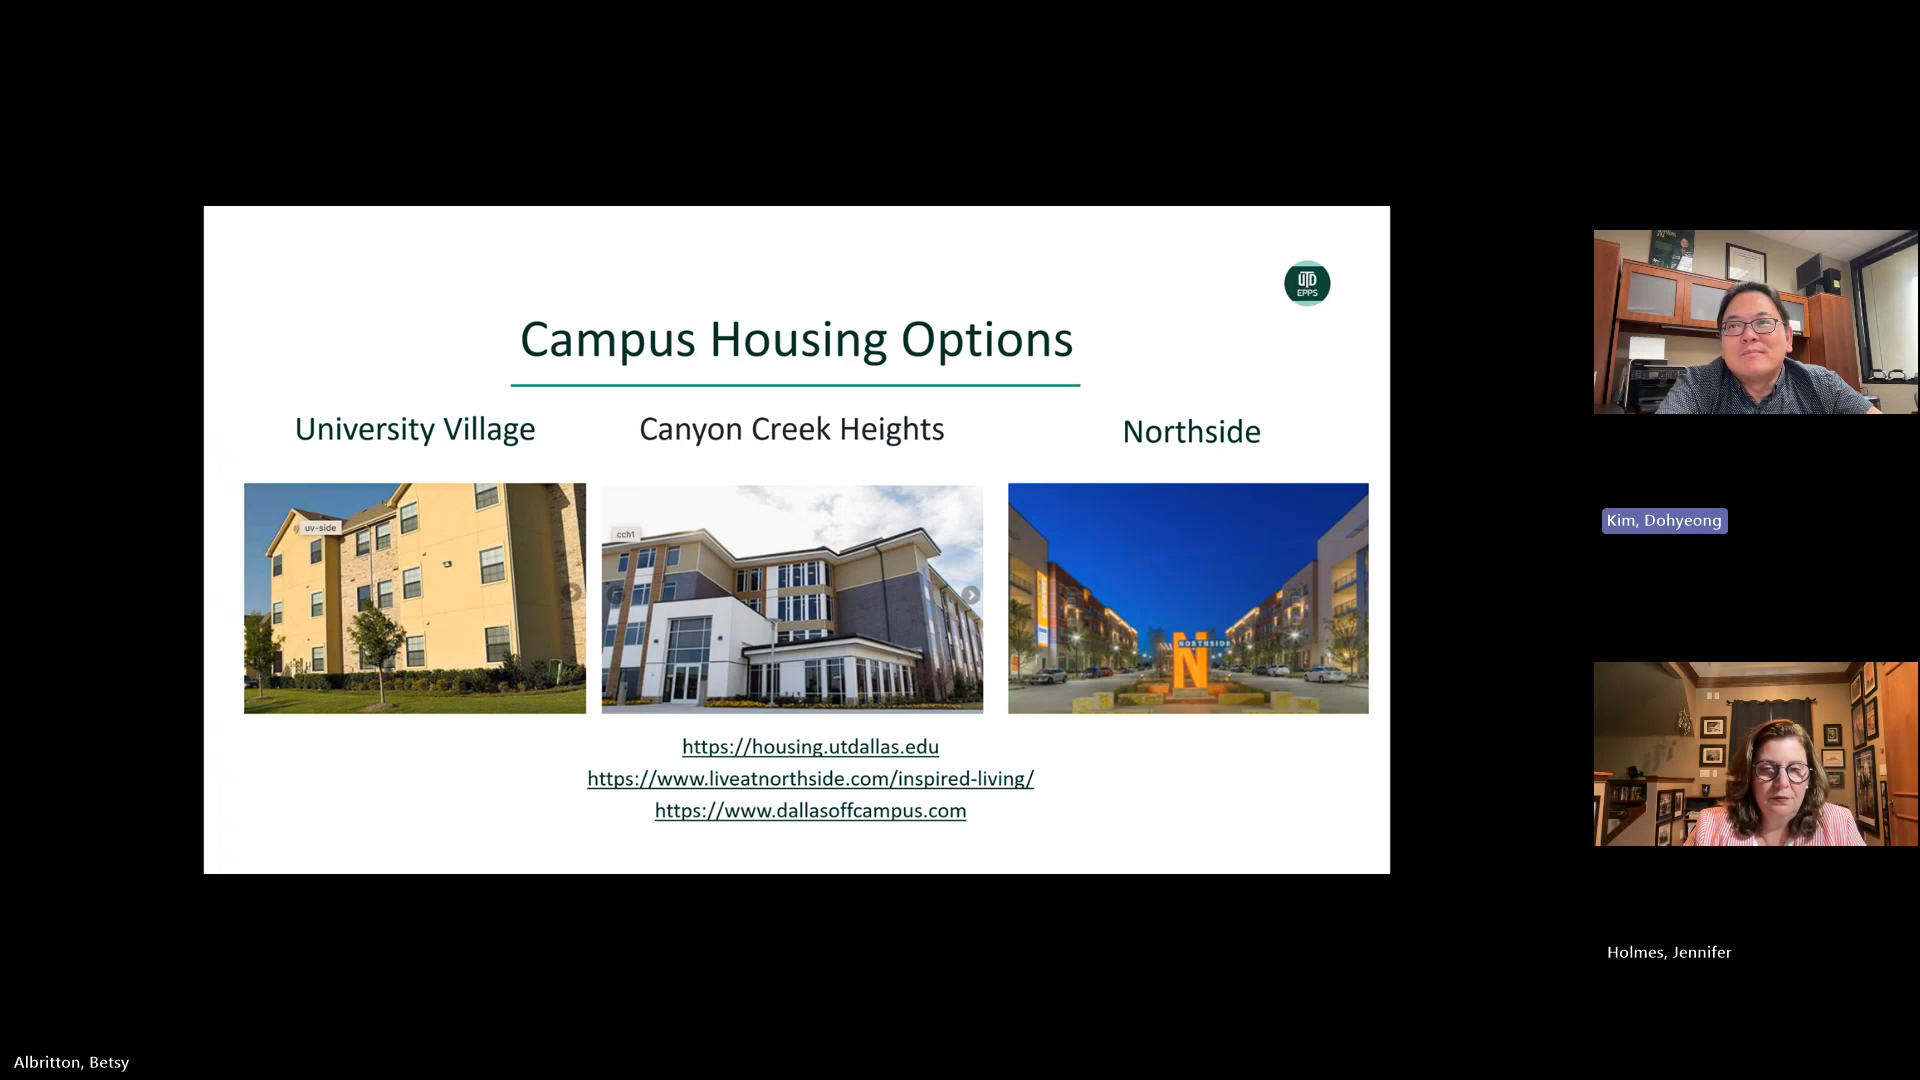 UTD
EPPS
Campus Housing Options
University Village
Canyon Creek Heights
Northside
uv-side
cch1
NORTHSIDE
N
https://housing.utdallas.edu
https://www.liveatnorthside.com/inspired-living/
https://www.dallasoffcampus.com
Kim, Dohyeong
Holmes, Jennifer
Albritton, Betsy